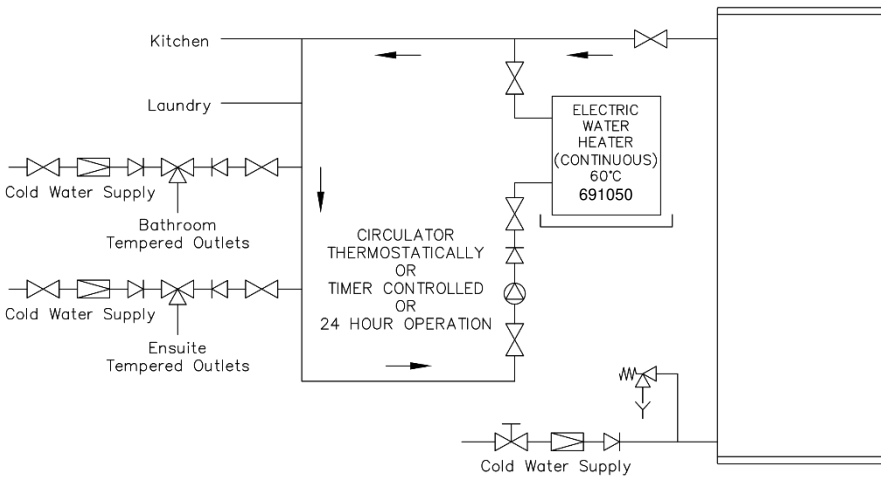 Kitchen
Laundry
Cold Water Supply
Bathroom
Tempered Outlets
Cold Water Supply
Ensuite
Tempered Outlets
CIRCULATOR
THERMOSTATICALLY
OR
TIMER CONTROLLED
OR
24 HOUR OPERATION
ELECTRIC
WATER
HEATER
(CONTINUOUS)
60°C
691050
Cold Water Supply